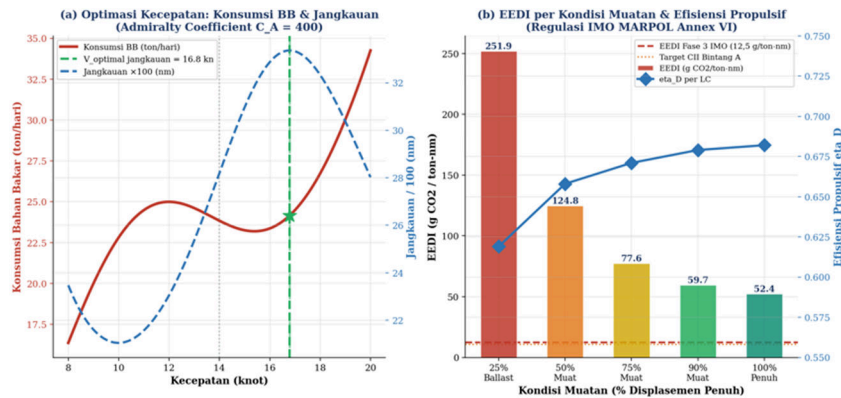 (a) Optimasi Kecepatan: Konsumsi BB & Jangkauan
(Admiralty Coefficient C_A = 400)
35.0
32.5
30.0
27.5
25.0
22.5
20.0
17.5
Konsumsi Bahan Bakar (ton/hari)
Konsumsi BB (ton/hari)
V_optimal jangkauan = 16.8 kn
Jangkauan ×100 (nm)
32
30
28
26
24
22
Jangkauan / 100 (nm)
8 10 12 14 16 18 20
Kecepatan (knot)
(b) EEDI per Kondisi Muatan & Efisiensi Propulsif
(Regulasi IMO MARPOL Annex VI)
250
200
150
100
50
0
EEDI (g CO2 / ton-nm)
EEDI Fase 3 IMO (12,5 g/ton-nm)
Target CII Bintang A
EEDI (g CO2/ton-nm)
eta_D per LC
251.9
124.8
77.6
59.7
52.4
0.750
0.725
0.700
0.675
0.650
0.625
0.600
0.575
0.550
Efisiensi Propulsif eta_D
25% 50% 75% 90% 100%
Ballast Muat Muat Muat Penuh
Kondisi Muatan (% Displasemen Penuh)